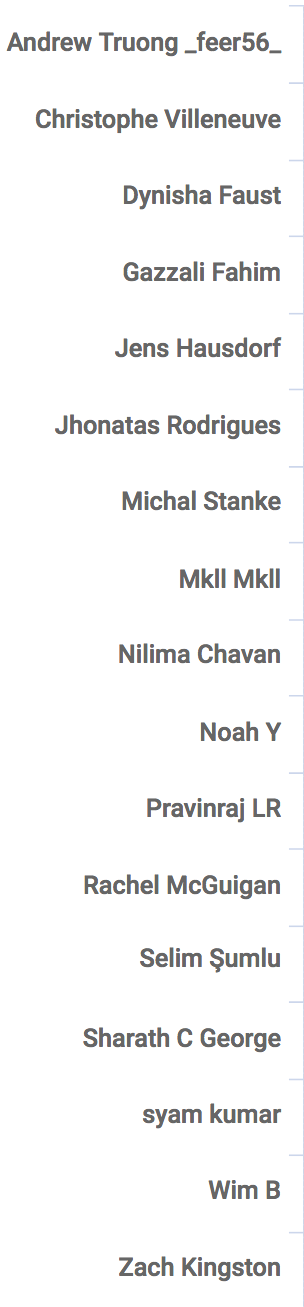 Andrew Truong _feer56_
Christophe Villeneuve
Dynisha Faust
Gazzali Fahim
Jens Hausdorf
Jhonatas Rodrigues
Michal Stanke
Mkll Mkll
Nilima Chavan
Noah Y
Pravinraj LR
Rachel McGuigan
Selim Şumlu
Sharath C George
syam kumar
Wim B
Zach Kingston